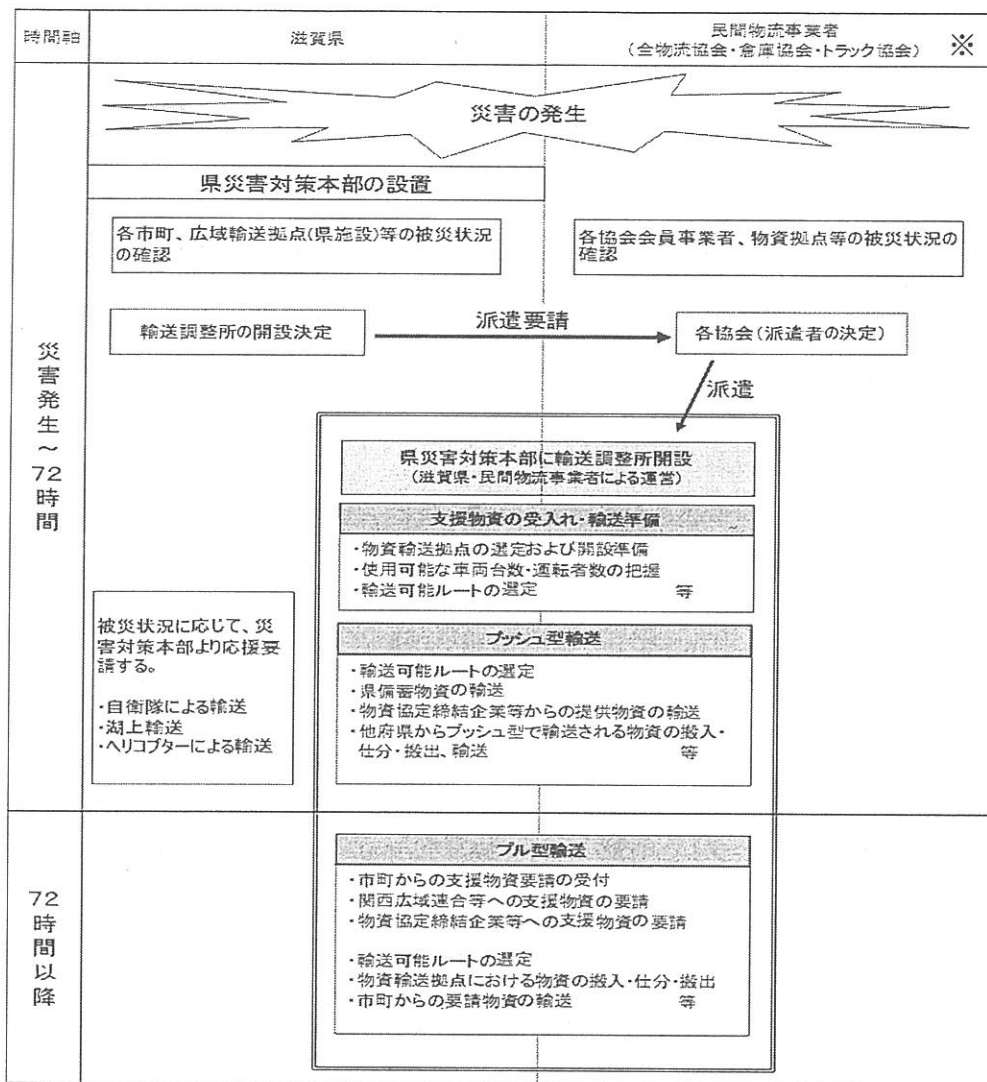 時間軸
滋賀県
民間物流事業者
(全物流協会・倉庫協会・トラック協会)
※
災害の発生
県災害対策本部の設置
各市町、広域輸送拠点(県施設)等の被災状況
の確認
各協会会員事業者、物資拠点等の被災状況の
確認
輸送調整所の開設決定
派遣要請
各協会(派遣者の決定)
派遣
災害発生~72時間
県災害対策本部に輸送調整所開設
(滋賀県・民間物流事業者による運営)
支援物資の受入れ・輸送準備
・物資輸送拠点の選定および開設準備
・使用可能な車両台数・運転者数の把握
・輸送可能ルートの選定 等
被災状況に応じて、災
害対策本部より応援要
請する。
・自衛隊による輸送
・湖上輸送
・ヘリコプターによる輸送
プッシュ型輸送
・輸送可能ルートの選定
・県備蓄物資の輸送
・物資協定締結企業等からの提供物資の輸送
・他府県からプッシュ型で輸送される物資の搬入・
仕分・搬出、輸送 等
72時間以降
プル型輸送
・市町からの支援物資要請の受付
・関西広域連合等への支援物資の要請
・物資協定締結企業等への支援物資の要請
・輸送可能ルートの選定
・物資輸送拠点における物資の搬入・仕分・搬出
・市町からの要請物資の輸送 等